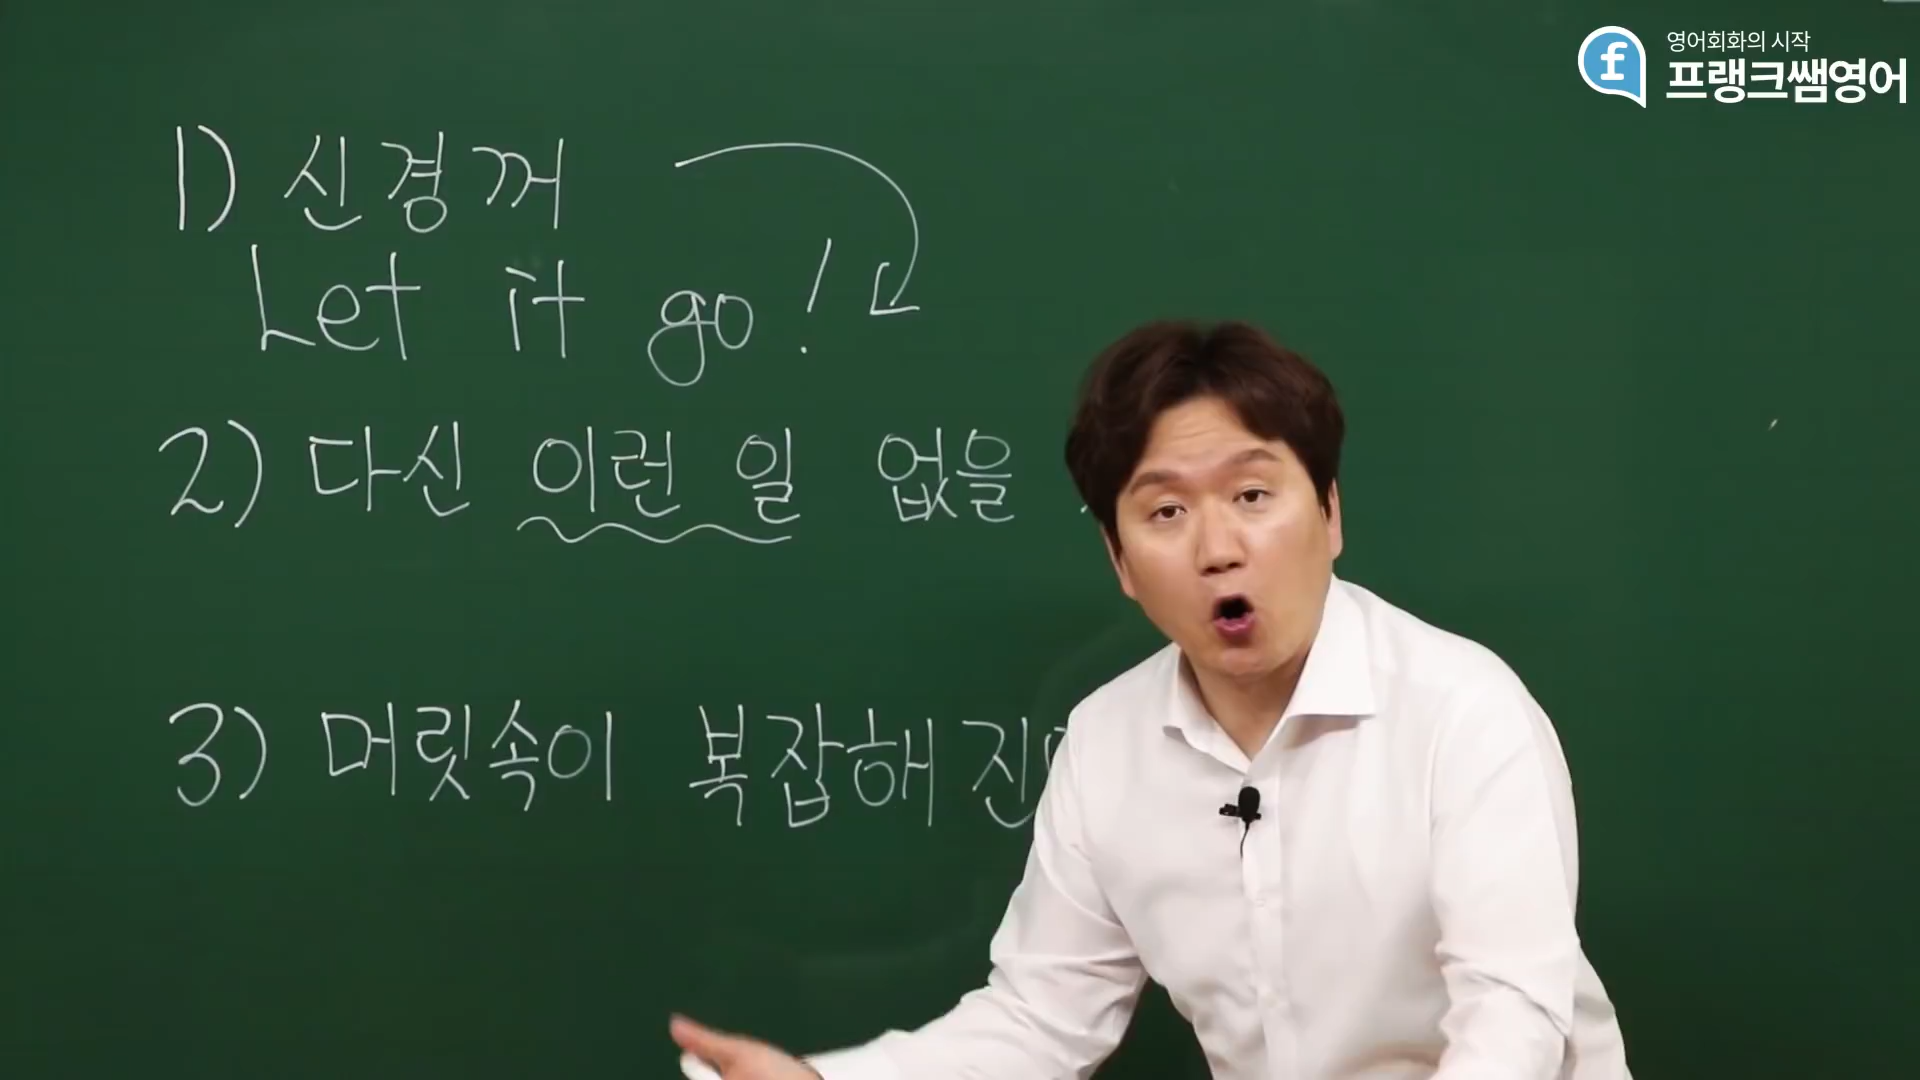 영어회화의 시작
프랭크쌤영어
1) 신경꺼
Let it go!
2) 다신 이런 일 없을
3) 머릿속이 복잡해진